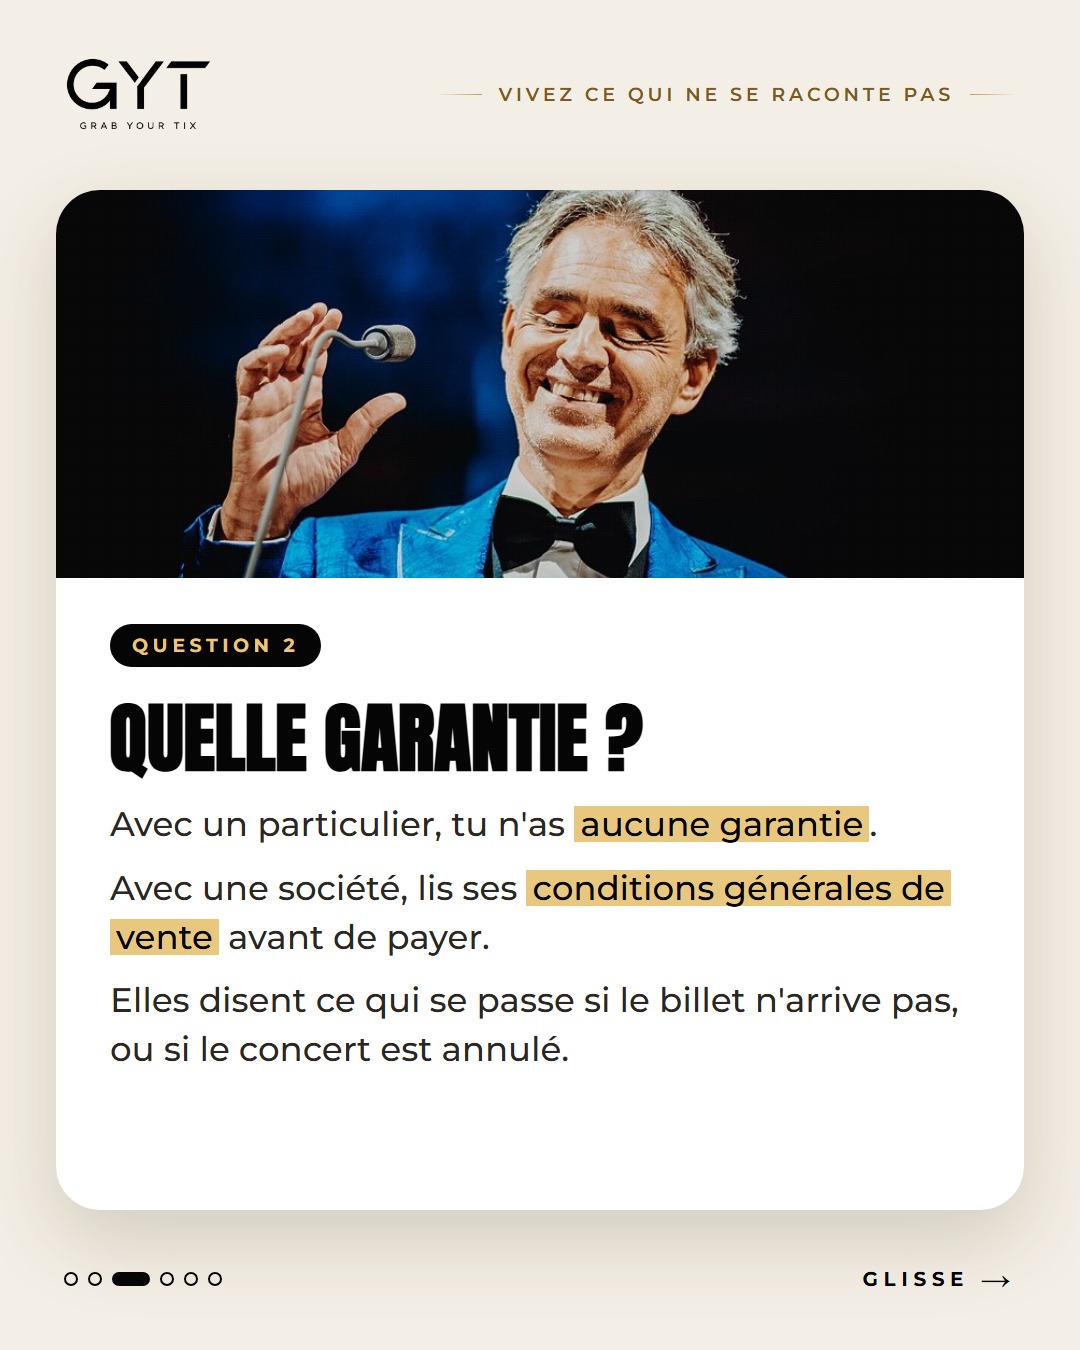 GYT
GRAB YOUR TIX
VIVEZ CE QUI NE SE RACONTE PAS
QUESTION 2
QUELLE GARANTIE ?
Avec un particulier, tu n'as aucune garantie.
Avec une société, lis ses conditions générales de
vente avant de payer.
Elles disent ce qui se passe si le billet n'arrive pas,
ou si le concert est annulé.
GLISSE →